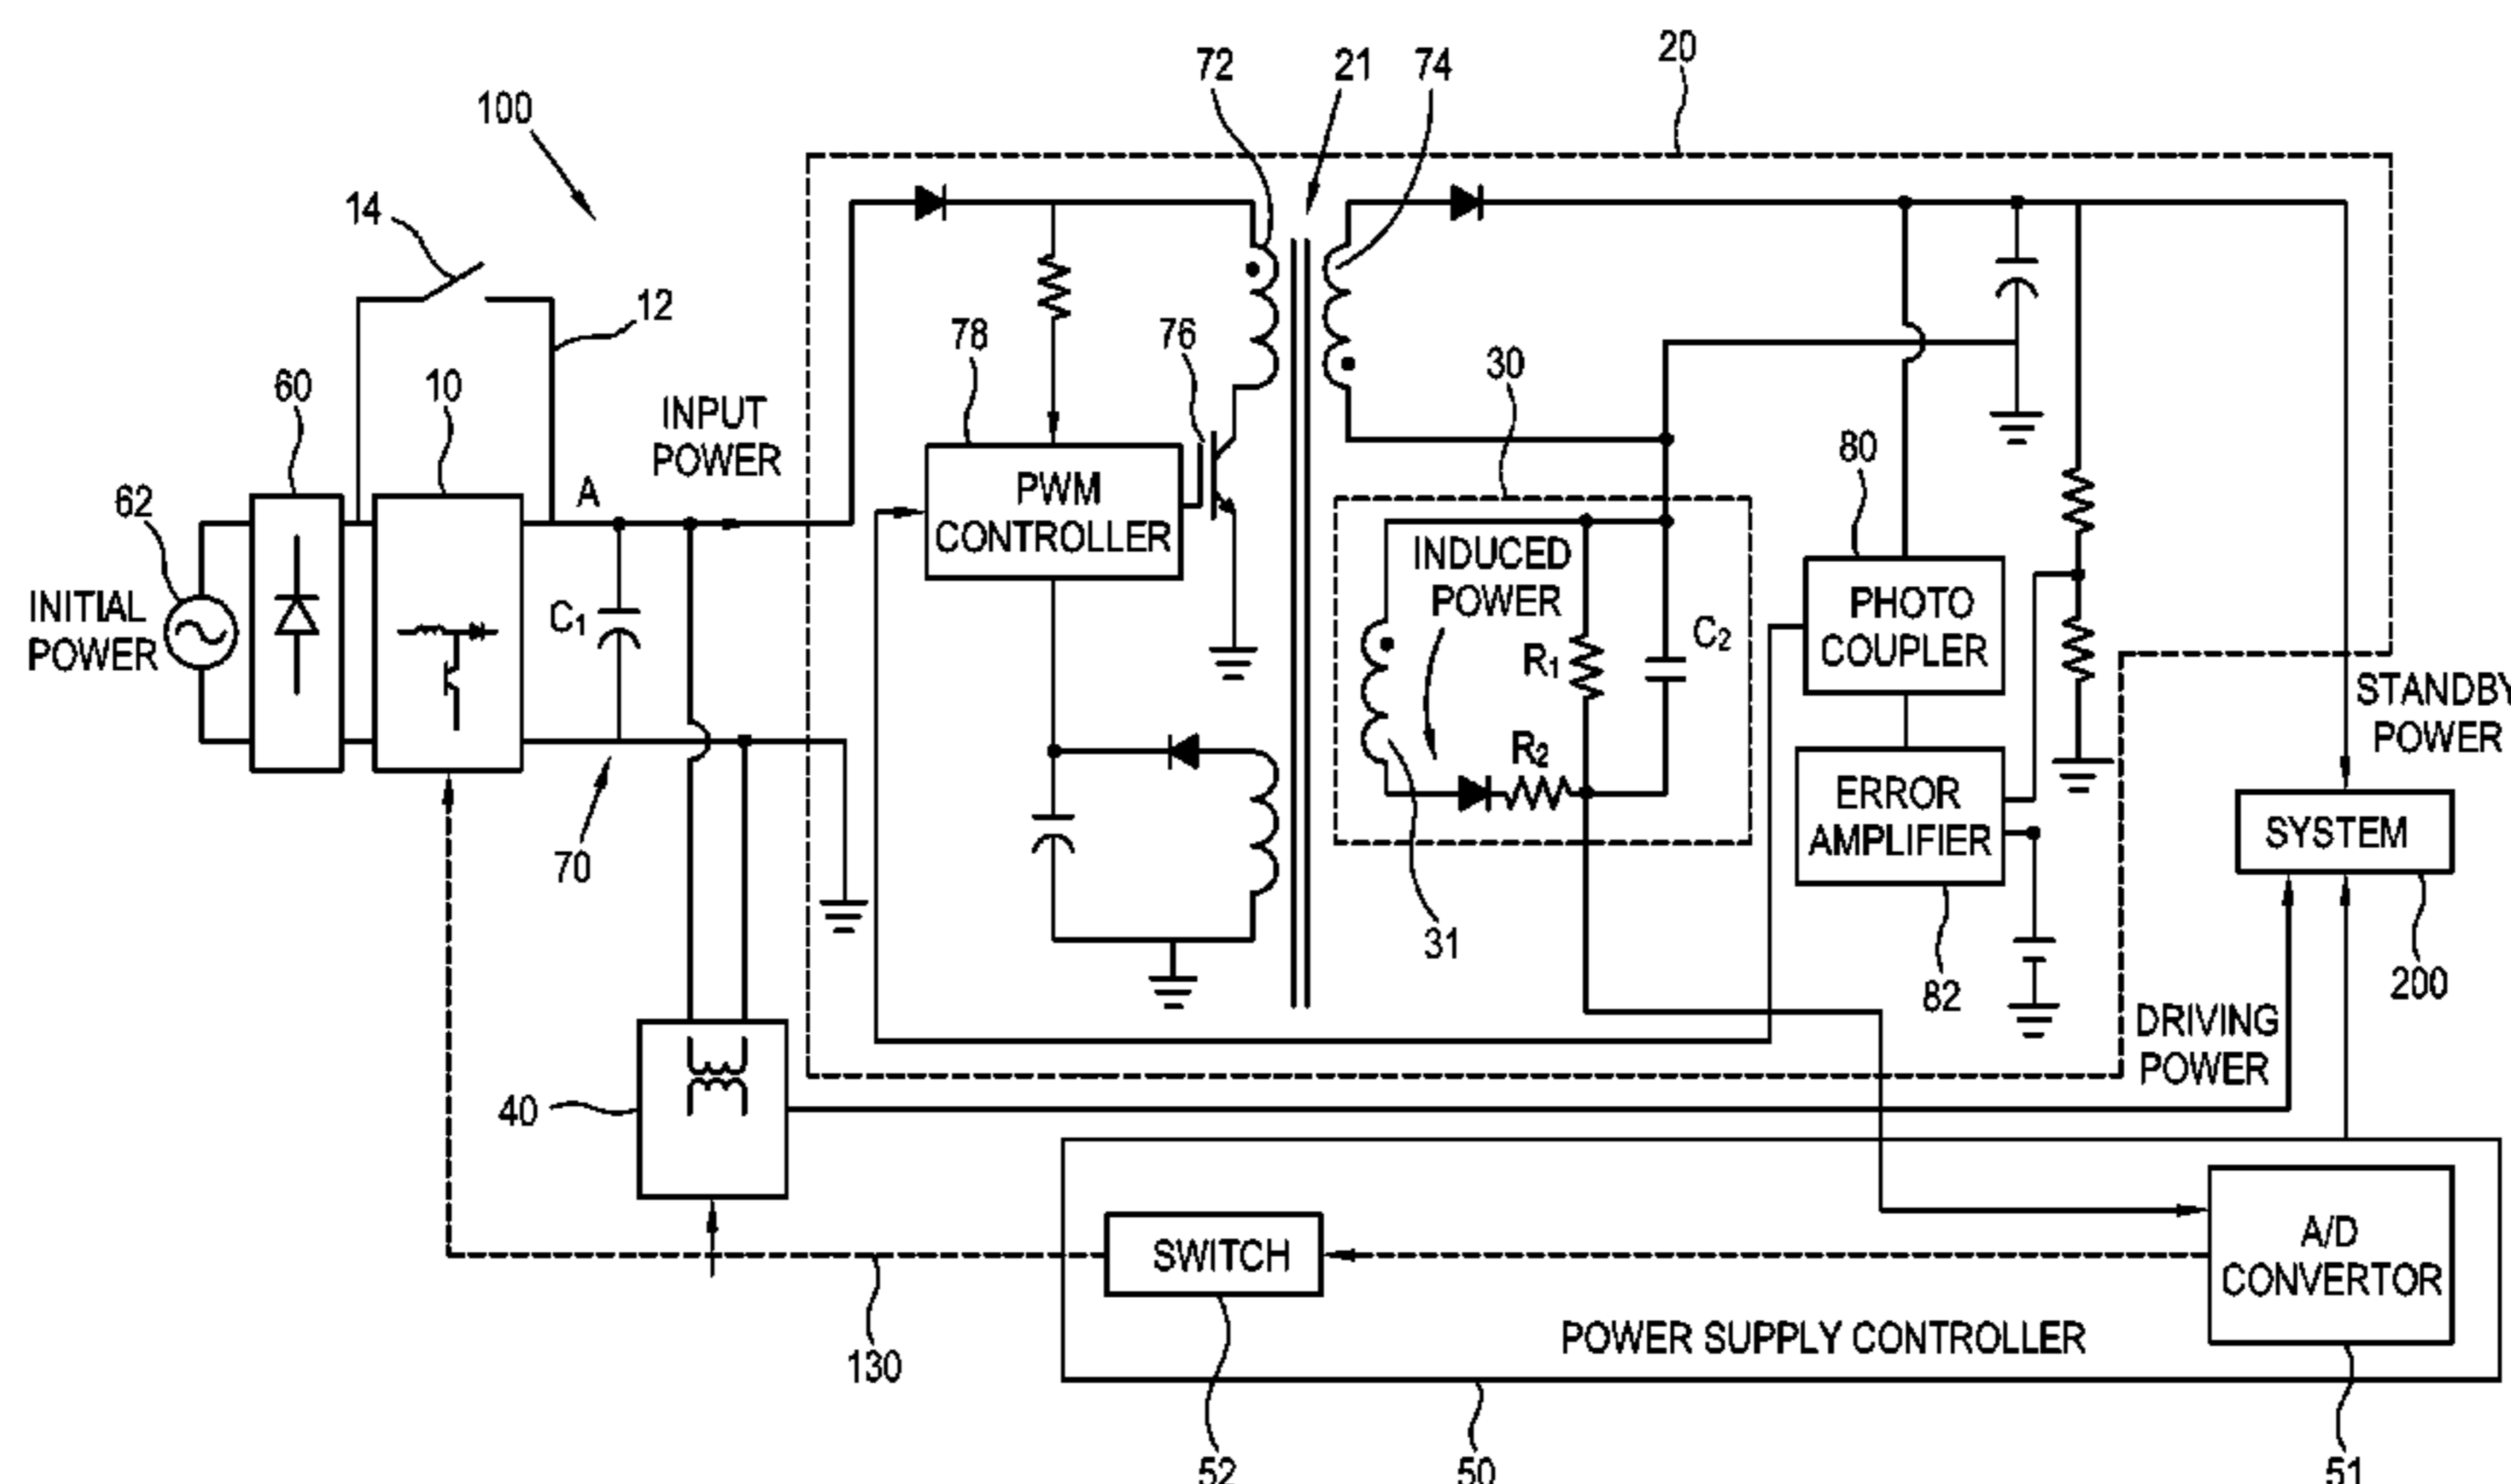 20
72
21
74
100
14
12
78
76
30
60
10
INPUT
POWER
A
62
80
PWM
CONTROLLER
INDUCED
POWER
INITIAL
POWER
C1
R1
C2
PHOTO
COUPLER
STANDBY
POWER
R2
ERROR
AMPLIFIER
SYSTEM
70
31
82
200
DRIVING
POWER
40
SWITCH
A/D
CONVERTOR
POWER SUPPLY CONTROLLER
130
52
50
51